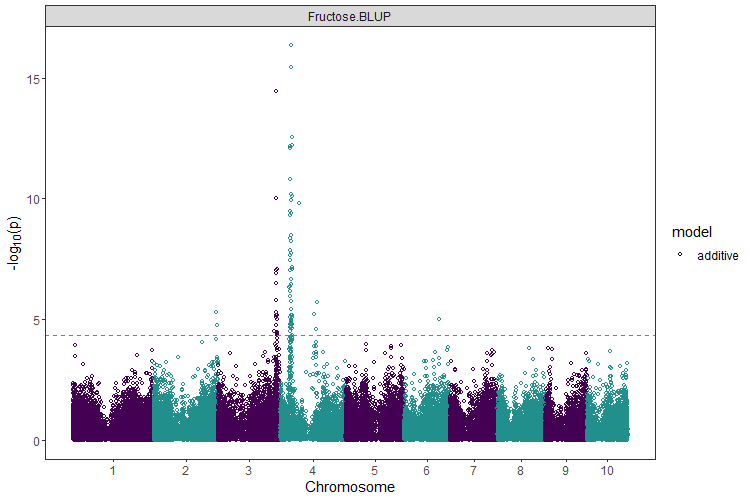 Fructose.BLUP
15
10
5
0
-log10(p)
1 2 3 4 5 6 7 8 9 10
Chromosome
model
additive